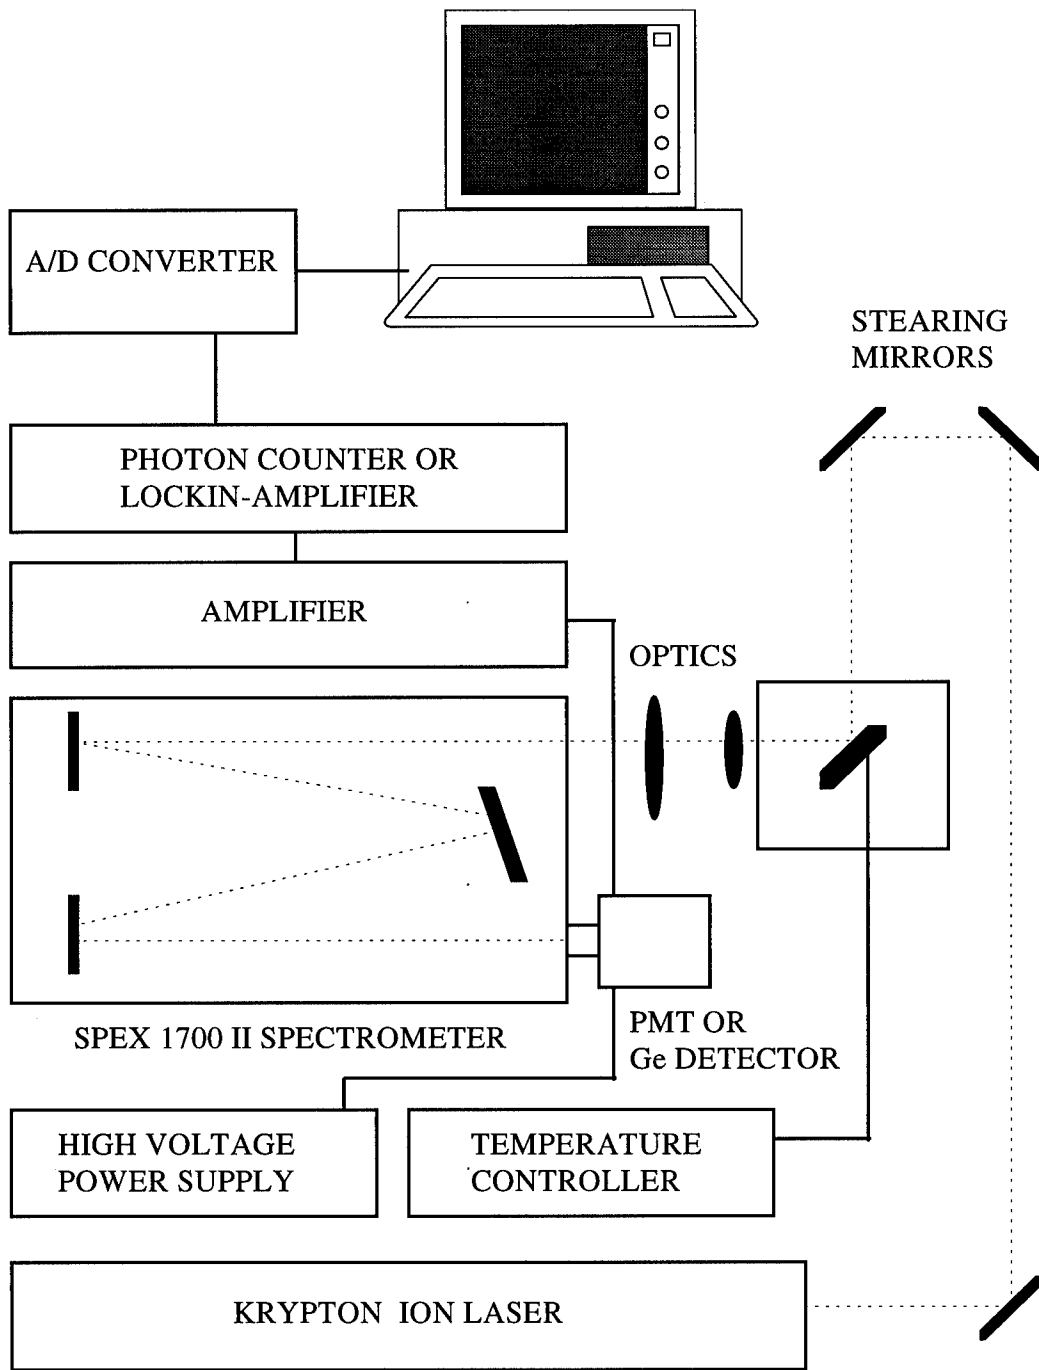 A/D CONVERTER
STEARING
MIRRORS
PHOTON COUNTER OR
LOCKIN-AMPLIFIER
AMPLIFIER
OPTICS
SPEX 1700 II SPECTROMETER
PMT OR
Ge DETECTOR
HIGH VOLTAGE
POWER SUPPLY
TEMPERATURE
CONTROLLER
KRYPTON ION LASER